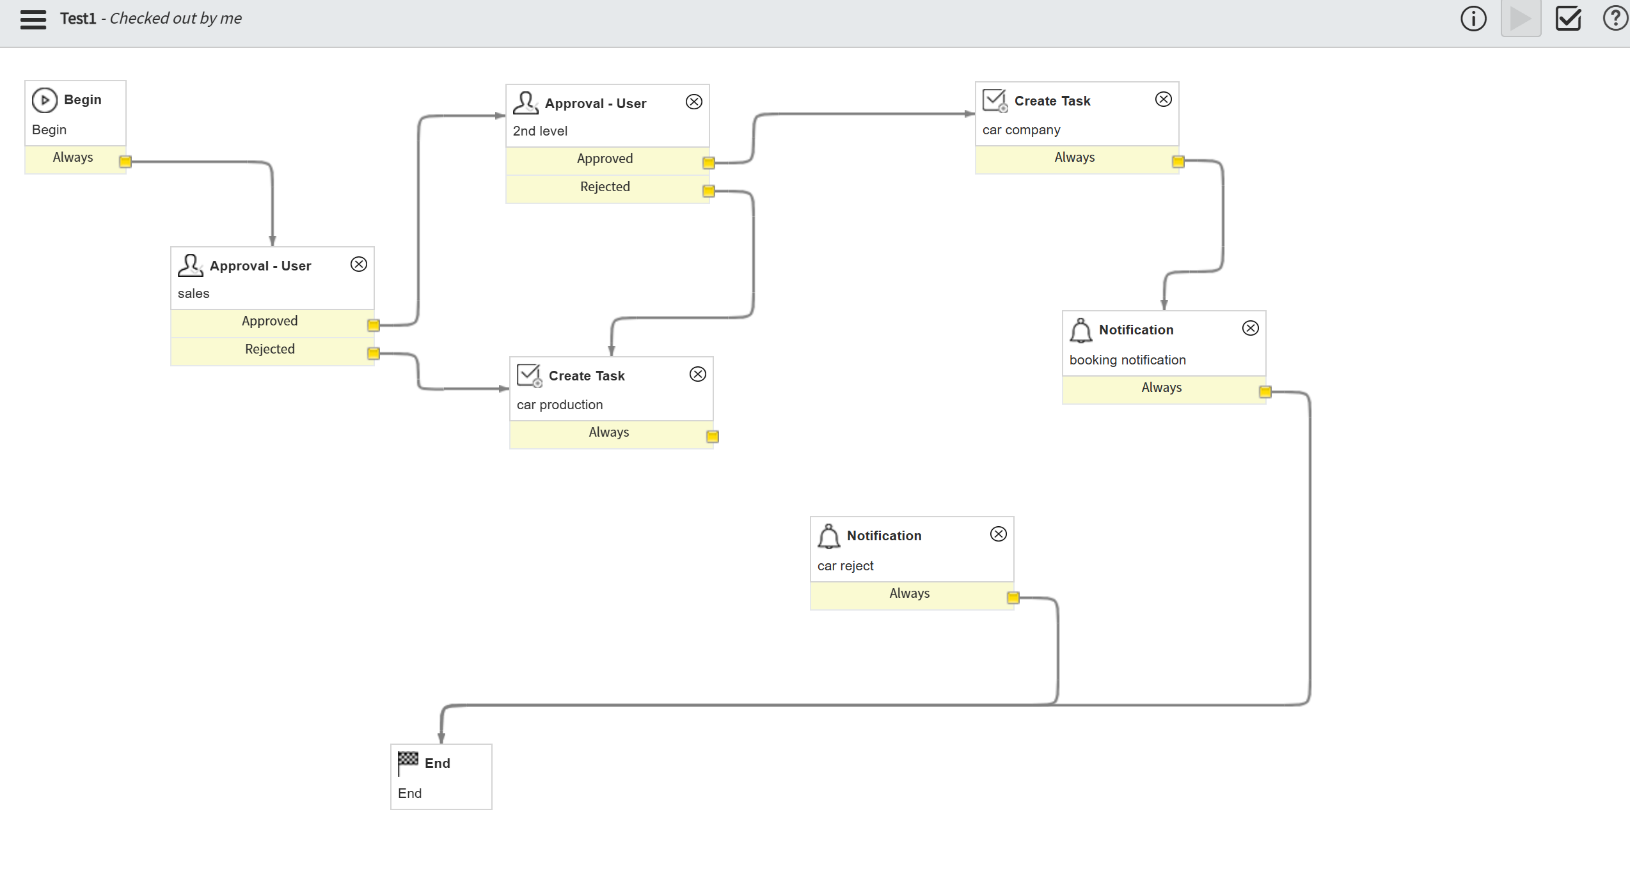 Test1 - Checked out by me
Begin
Begin
Always
Approval - User
2nd level
Approved
Rejected
Create Task
car company
Always
Approval - User
sales
Approved
Rejected
Create Task
car production
Always
Notification
booking notification
Always
Notification
car reject
Always
End
End